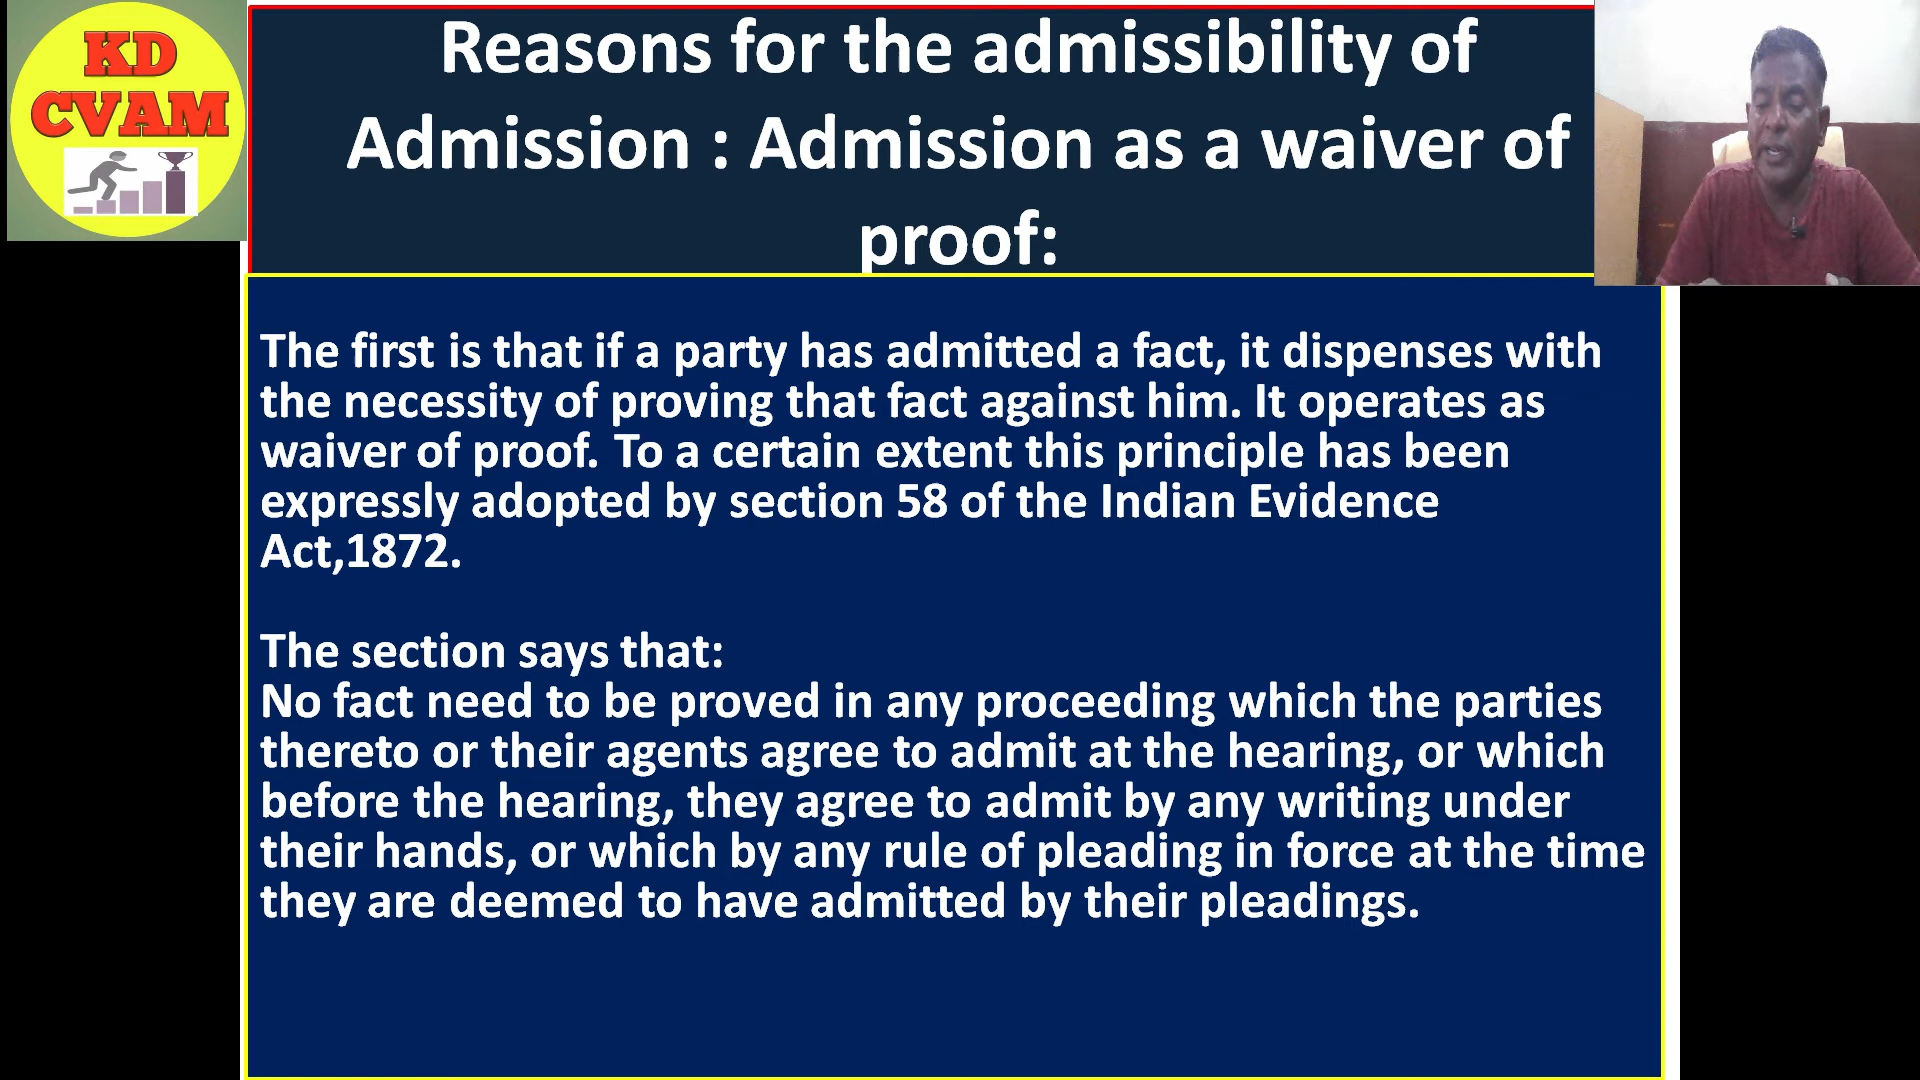 KD
CVAM
Reasons for the admissibility of
Admission : Admission as a waiver of
proof:
The first is that if a party has admitted a fact, it dispenses with
the necessity of proving that fact against him. It operates as
waiver of proof. To a certain extent this principle has been
expressly adopted by section 58 of the Indian Evidence
Act,1872.
The section says that:
No fact need to be proved in any proceeding which the parties
thereto or their agents agree to admit at the hearing, or which
before the hearing, they agree to admit by any writing under
their hands, or which by any rule of pleading in force at the time
they are deemed to have admitted by their pleadings.